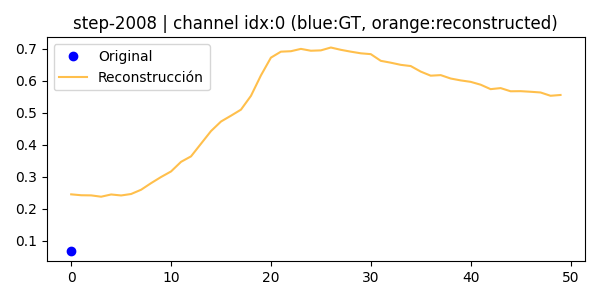 step-2008 | channel idx:0 (blue:GT, orange:reconstructed)
Original
Reconstrucción
0.7
0.6
0.5
0.4
0.3
0.2
0.1
0 10 20 30 40 50